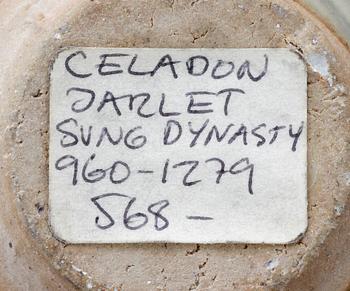 CELADON
JARLET
SUNG DYNASTY
960-1279
568-